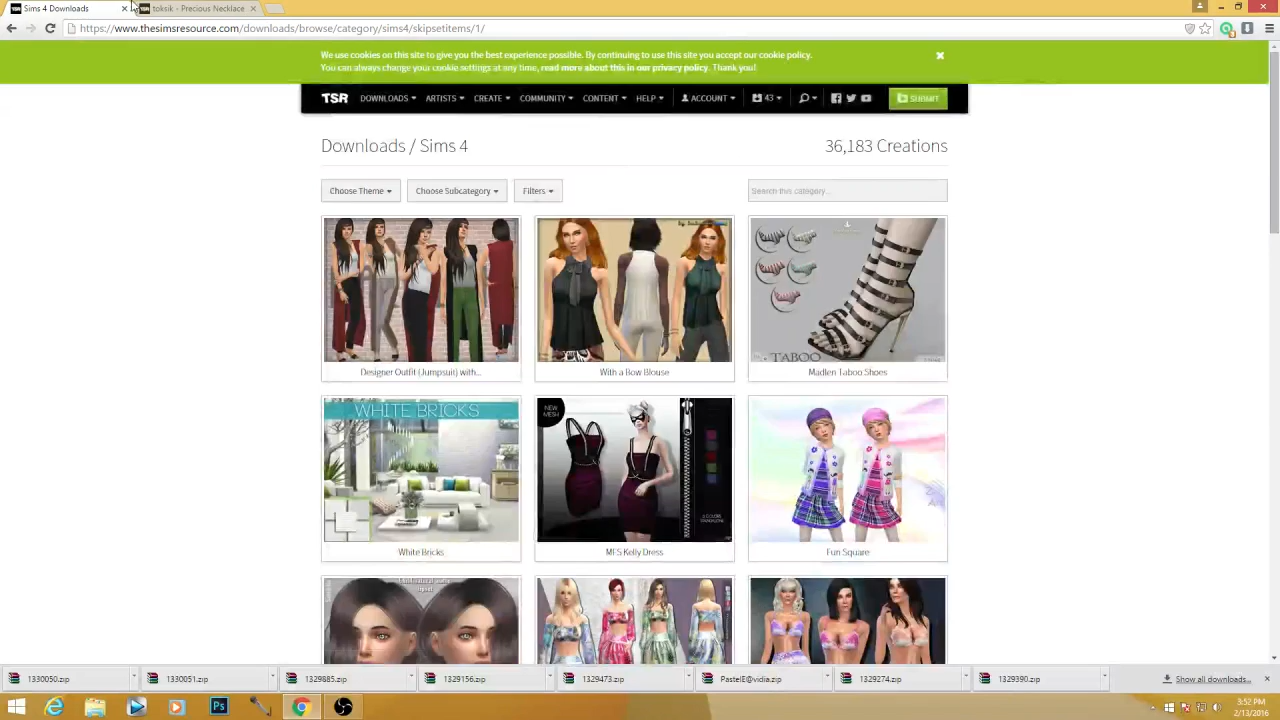 Sims 4 Downloads
toksik - Precious Necklace
https://www.thesimsresource.com/downloads/browse/category/sims4/skipsetitems/1/
We use cookies on this site to give you the best experience possible. By continuing to use this site you accept our cookie policy.
You can always change your cookie settings at any time, read more about this in our privacy policy. Thank you!
TSR DOWNLOADS ARTISTS CREATE COMMUNITY CONTENT HELP ACCOUNT 43 SUBMIT
Downloads / Sims 4 36,183 Creations
Choose Theme Choose Subcategory Filters Search this category...
TABOO
Designer Outfit (Jumpsuit) with... With a Bow Blouse Madlen Taboo Shoes
WHITE BRICKS
NEW MESH
White Bricks MFS Kelly Dress Fun Square
1330050.zip 1330051.zip 1329885.zip 1329156.zip 1329473.zip PastelE@vidia.zip 1329274.zip 1329390.zip Show all downloads...
Ps
3:52 PM
2/13/2016